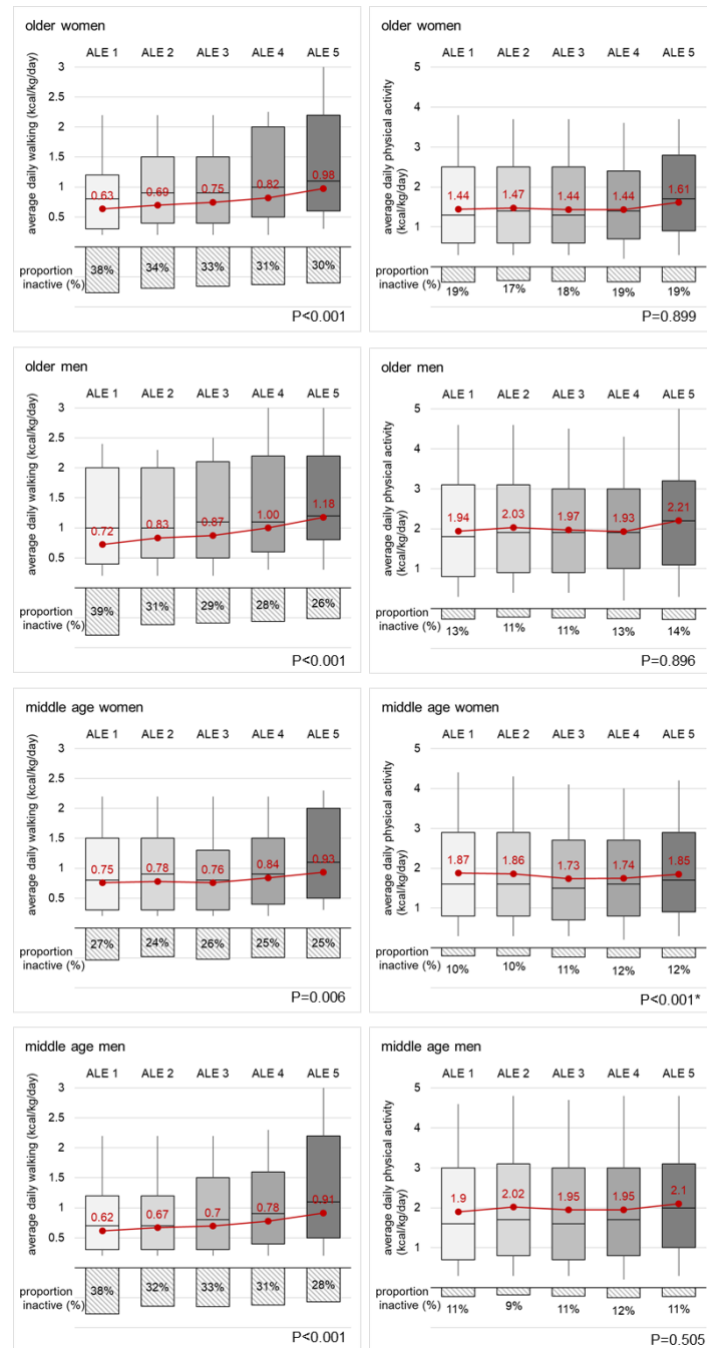 older women
ALE 1 ALE 2 ALE 3 ALE 4 ALE 5
average daily walking (kcal/kg/day)
3
2.5
2
1.5
1
0.5
0.63 0.69 0.75 0.82 0.98
proportion
inactive (%)
38% 34% 33% 31% 30%
P<0.001
older women
ALE 1 ALE 2 ALE 3 ALE 4 ALE 5
average daily physical activity
(kcal/kg/day)
5
4
3
2
1
1.44 1.47 1.44 1.44 1.61
proportion
inactive (%)
19% 17% 18% 19% 19%
P=0.899
older men
ALE 1 ALE 2 ALE 3 ALE 4 ALE 5
average daily walking (kcal/kg/day)
3
2.5
2
1.5
1
0.5
0.72 0.83 0.87 1.00 1.18
proportion
inactive (%)
39% 31% 29% 28% 26%
P<0.001
older men
ALE 1 ALE 2 ALE 3 ALE 4 ALE 5
average daily physical activity
(kcal/kg/day)
5
4
3
2
1
1.94 2.03 1.97 1.93 2.21
proportion
inactive (%)
13% 11% 11% 13% 14%
P=0.896
middle age women
ALE 1 ALE 2 ALE 3 ALE 4 ALE 5
average daily walking (kcal/kg/day)
3
2.5
2
1.5
1
0.5
0.75 0.78 0.76 0.84 0.93
proportion
inactive (%)
27% 24% 26% 25% 25%
P=0.006
middle age women
ALE 1 ALE 2 ALE 3 ALE 4 ALE 5
average daily physical activity
(kcal/kg/day)
5
4
3
2
1
1.87 1.86 1.73 1.74 1.85
proportion
inactive (%)
10% 10% 11% 12% 12%
P<0.001*
middle age men
ALE 1 ALE 2 ALE 3 ALE 4 ALE 5
average daily walking (kcal/kg/day)
3
2.5
2
1.5
1
0.5
0.62 0.67 0.7 0.78 0.91
proportion
inactive (%)
38% 32% 33% 31% 28%
P<0.001
middle age men
ALE 1 ALE 2 ALE 3 ALE 4 ALE 5
average daily physical activity
(kcal/kg/day)
5
4
3
2
1
1.9 2.02 1.95 1.95 2.1
proportion
inactive (%)
11% 9% 11% 12% 11%
P=0.505